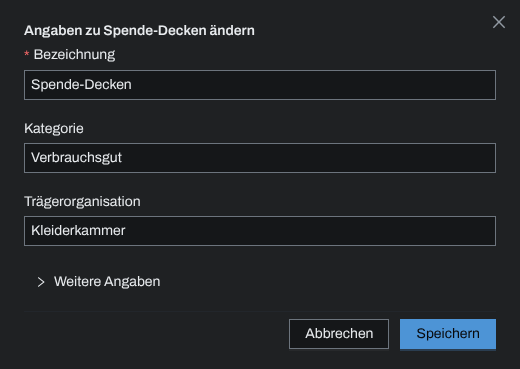 Angaben zu Spende-Decken ändern
* Bezeichnung
Spende-Decken
Kategorie
Verbrauchsgut
Trägerorganisation
Kleiderkammer
Weitere Angaben
Abbrechen Speichern